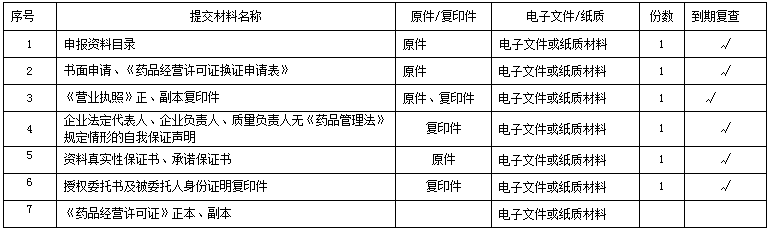 序号 提交材料名称 原件/复印件 电子文件/纸质 份数 到期复查
1 申报资料目录 原件 电子文件或纸质材料 1 √
2 书面申请、《药品经营许可证换证申请表》 原件 电子文件或纸质材料 1 √
3 《营业执照》正、副本复印件 原件、复印件 电子文件或纸质材料 1 √
4 企业法定代表人、企业负责人、质量负责人无《药品管理法》 复印件 电子文件或纸质材料 1 √
规定情形的自我保证声明
5 资料真实性保证书、承诺保证书 原件 电子文件或纸质材料 1 √
6 授权委托书及被委托人身份证明复印件 复印件 电子文件或纸质材料 1 √
7 《药品经营许可证》正本、副本 电子文件或纸质材料